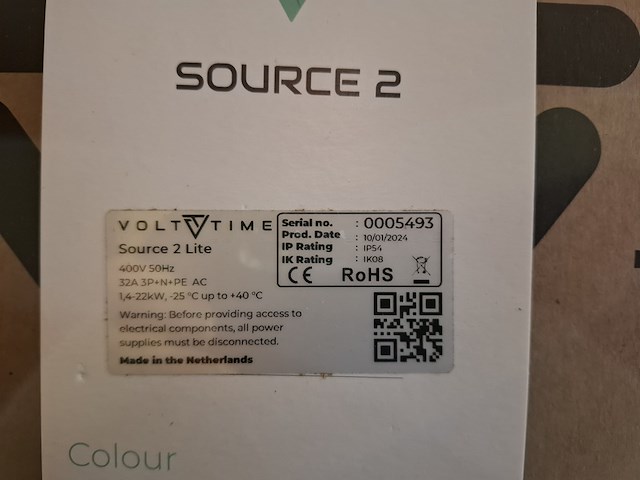 SOURCE 2
VOLT TIME
Source 2 Lite
400V 50Hz
32A 3P+N+PE AC
1,4-22kW, -25 °C up to +40 °C
Warning: Before providing access to
electrical components, all power
supplies must be disconnected.
Made in the Netherlands
Serial no. : 0005493
Prod. Date : 10/01/2024
IP Rating : IP54
IK Rating : IK08
CE RoHS
Colour